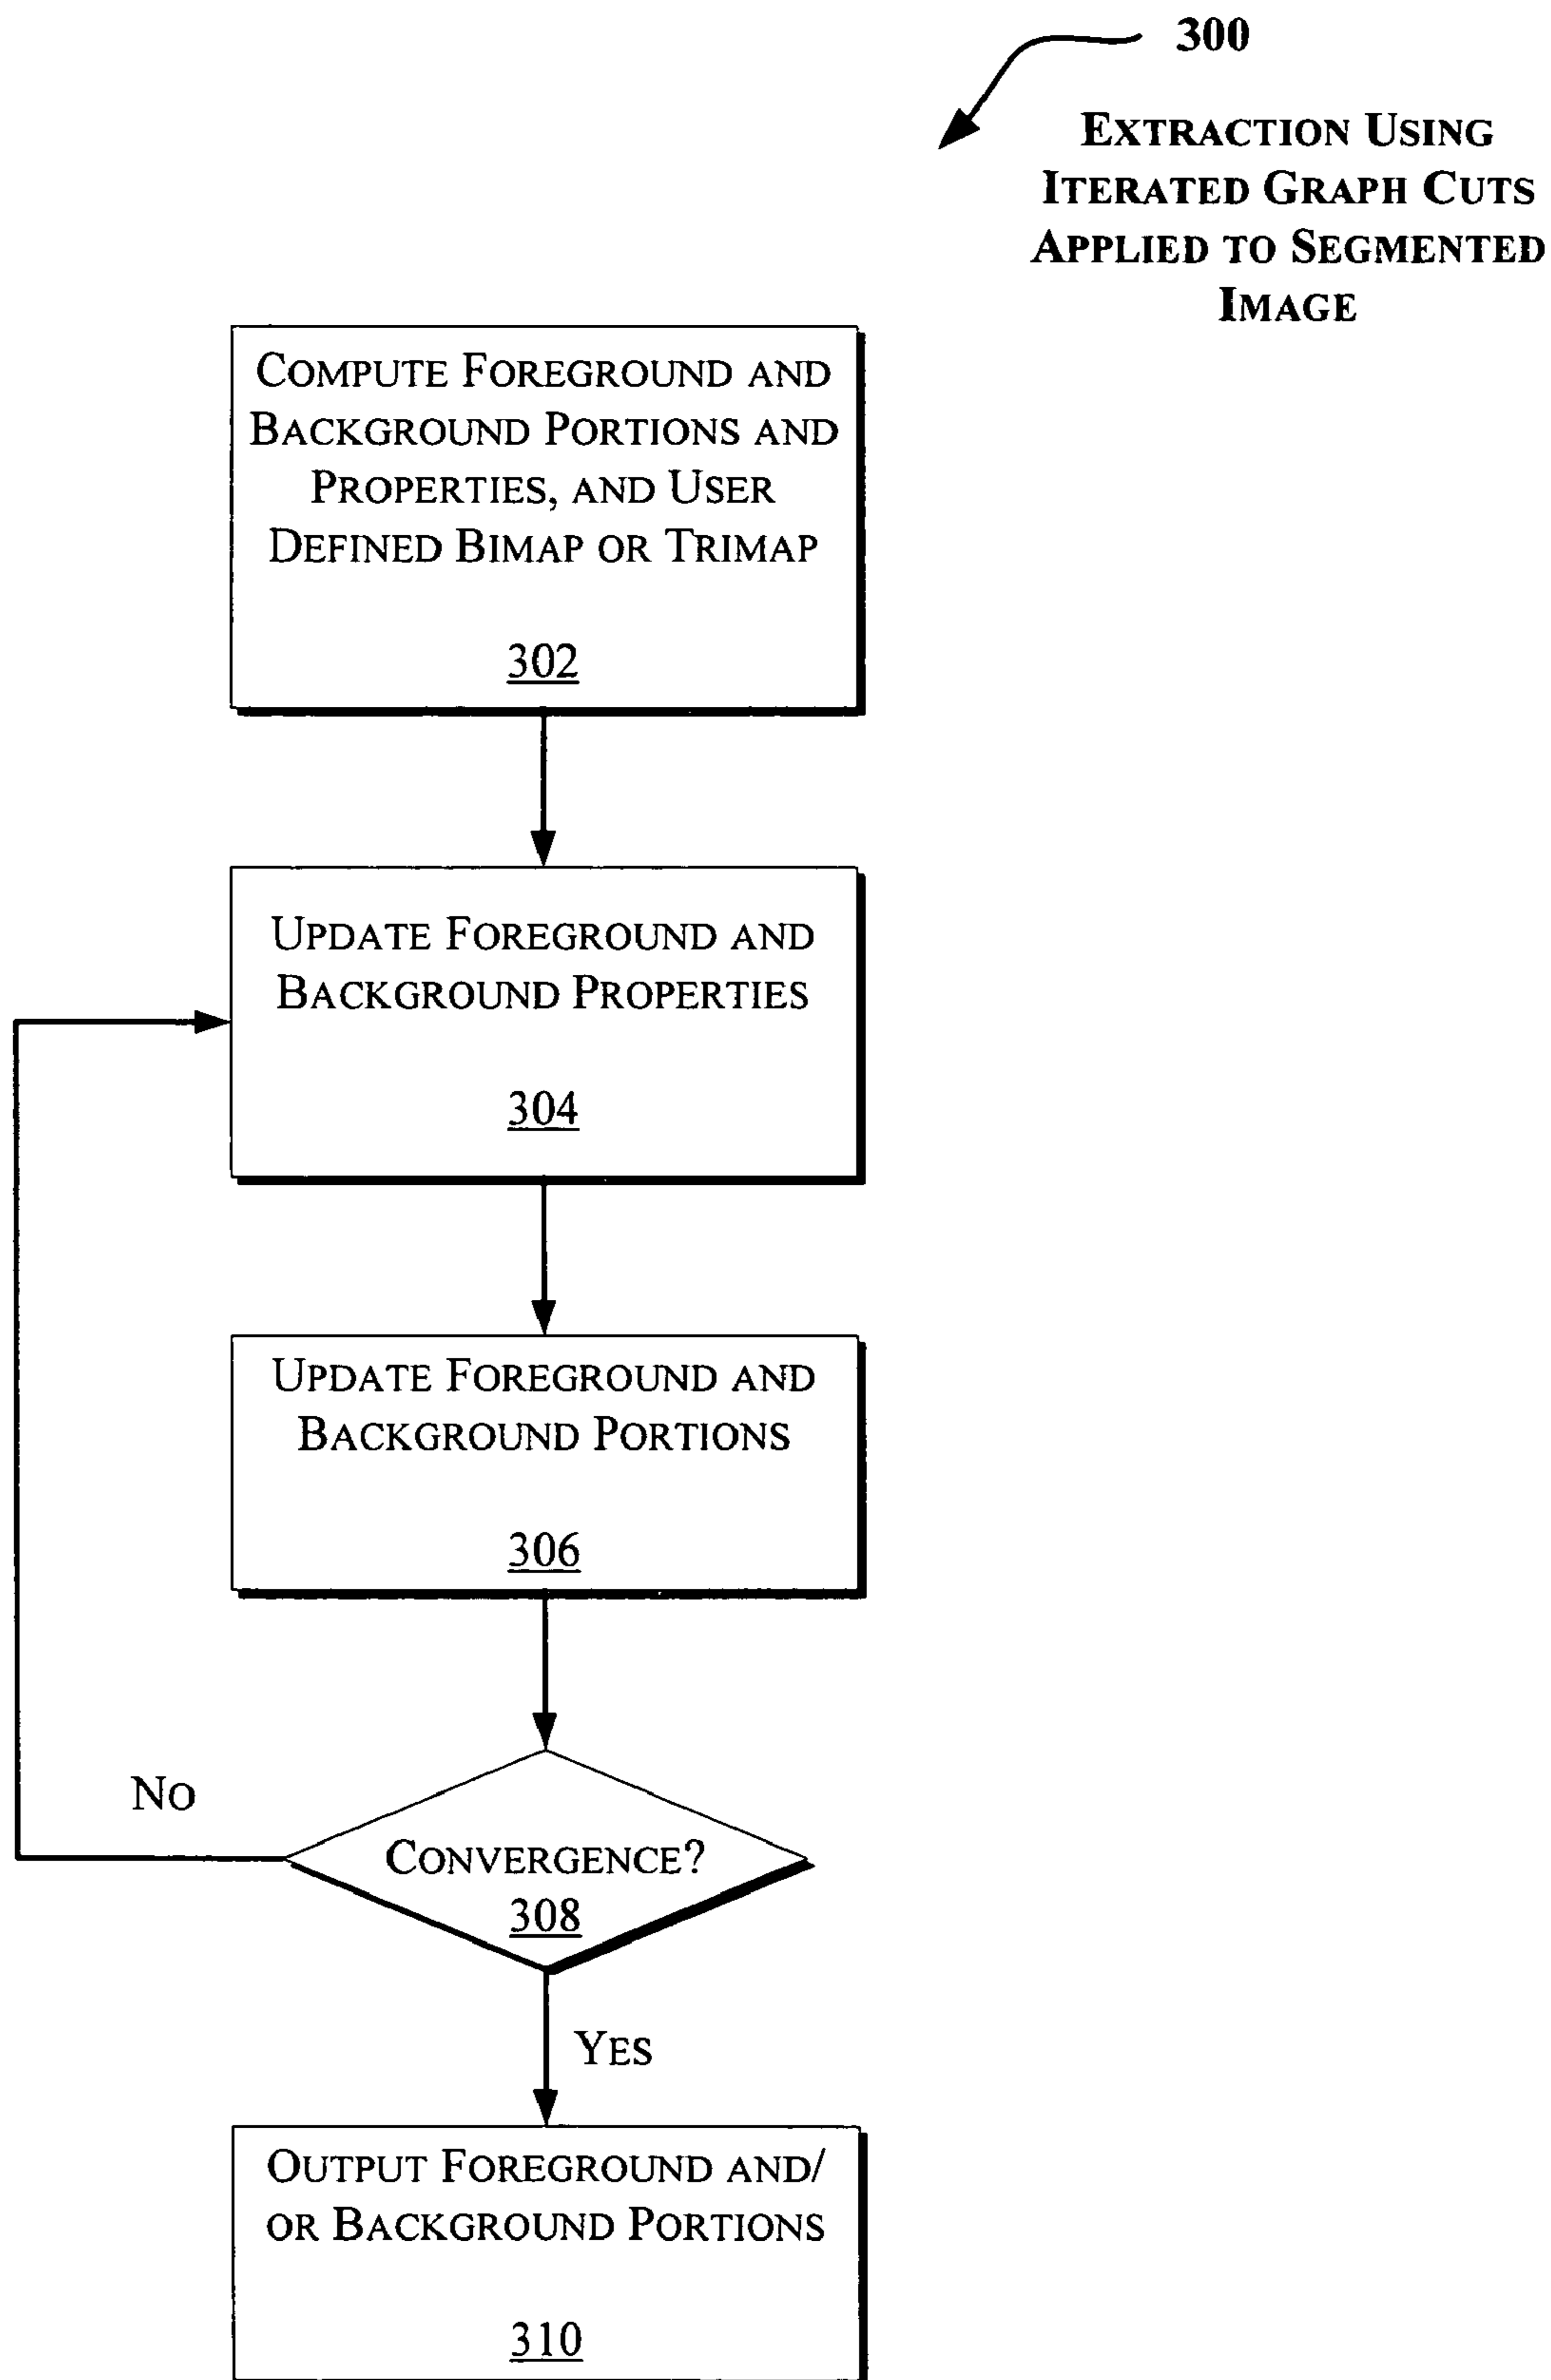 300
EXTRACTION USING
ITERATED GRAPH CUTS
APPLIED TO SEGMENTED
IMAGE
COMPUTE FOREGROUND AND
BACKGROUND PORTIONS AND
PROPERTIES, AND USER
DEFINED BIMAP OR TRIMAP
302
UPDATE FOREGROUND AND
BACKGROUND PROPERTIES
304
UPDATE FOREGROUND AND
BACKGROUND PORTIONS
306
NO
CONVERGENCE?
308
YES
OUTPUT FOREGROUND AND/
OR BACKGROUND PORTIONS
310